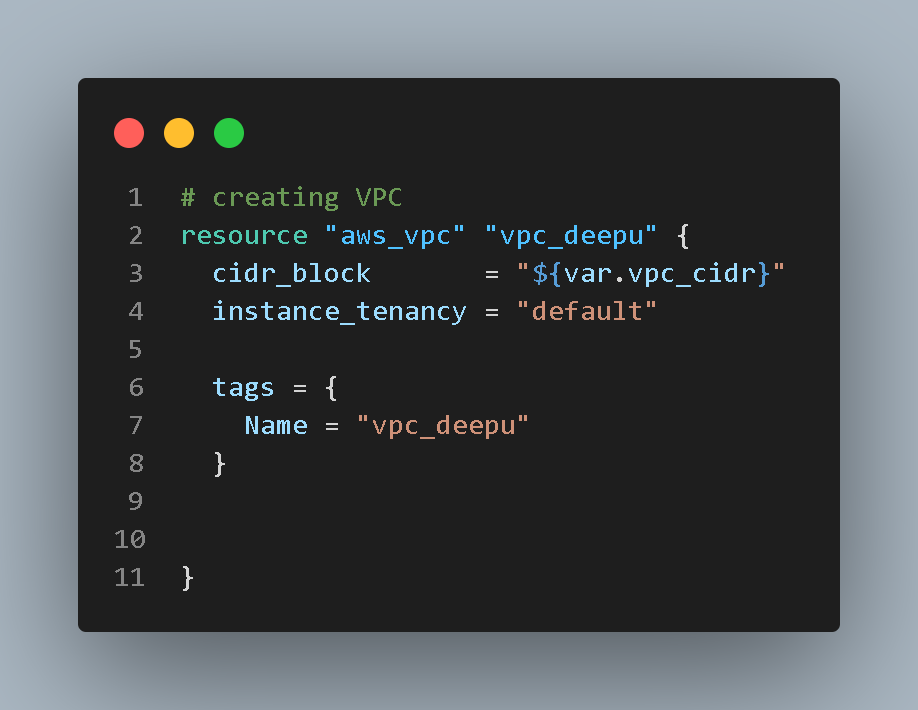 1 # creating VPC
2 resource "aws_vpc" "vpc_deepu" {
3   cidr_block       = "${var.vpc_cidr}"
4   instance_tenancy = "default"
5
6   tags = {
7     Name = "vpc_deepu"
8   }
9
10
11 }